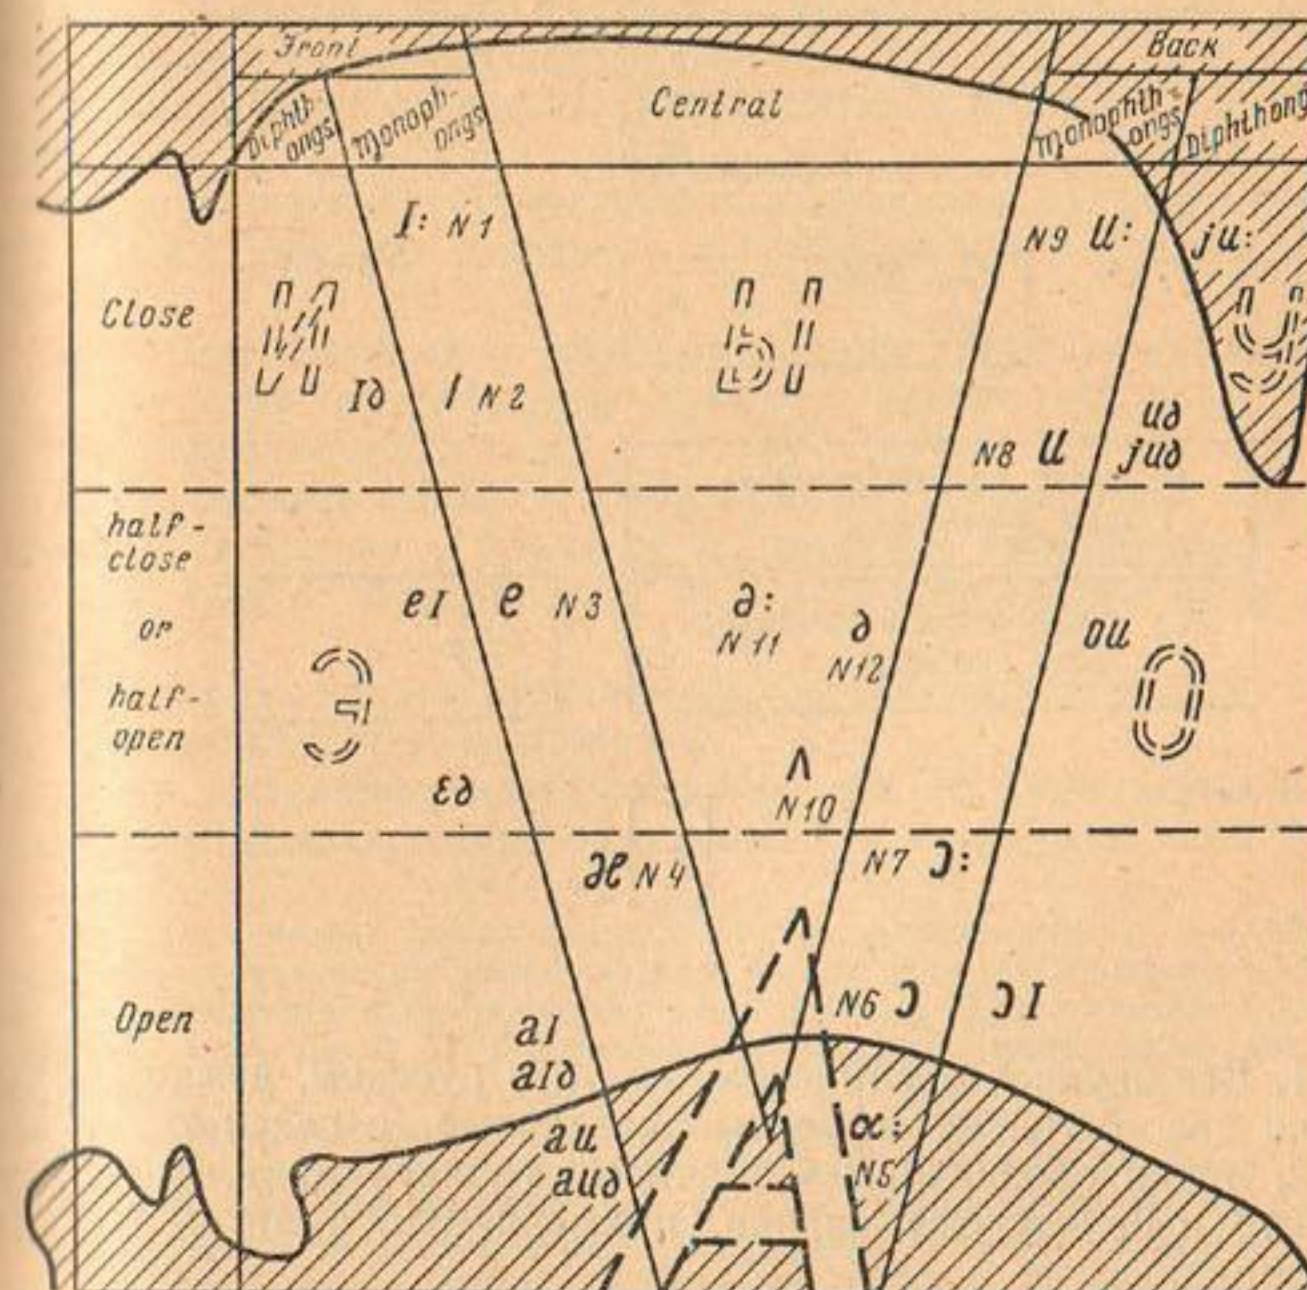 Front
Back
Diphth-
ongs
Monoph-
ongs
Central
Monophth-
ongs
Diphthong
I: N1
N9 u:
ju:
Close
И
Ы
У
Iə
I N2
N8 u
uə
juə
half-
close
or
half-
open
eI
e N3
ə:
N11
ə
N12
ou
Э
О
ɛə
Λ
N10
æ N4
N7 ɔ:
Open
N6 ɔ
ɔI
aI
aIə
А
au
auə
ɑ:
N5